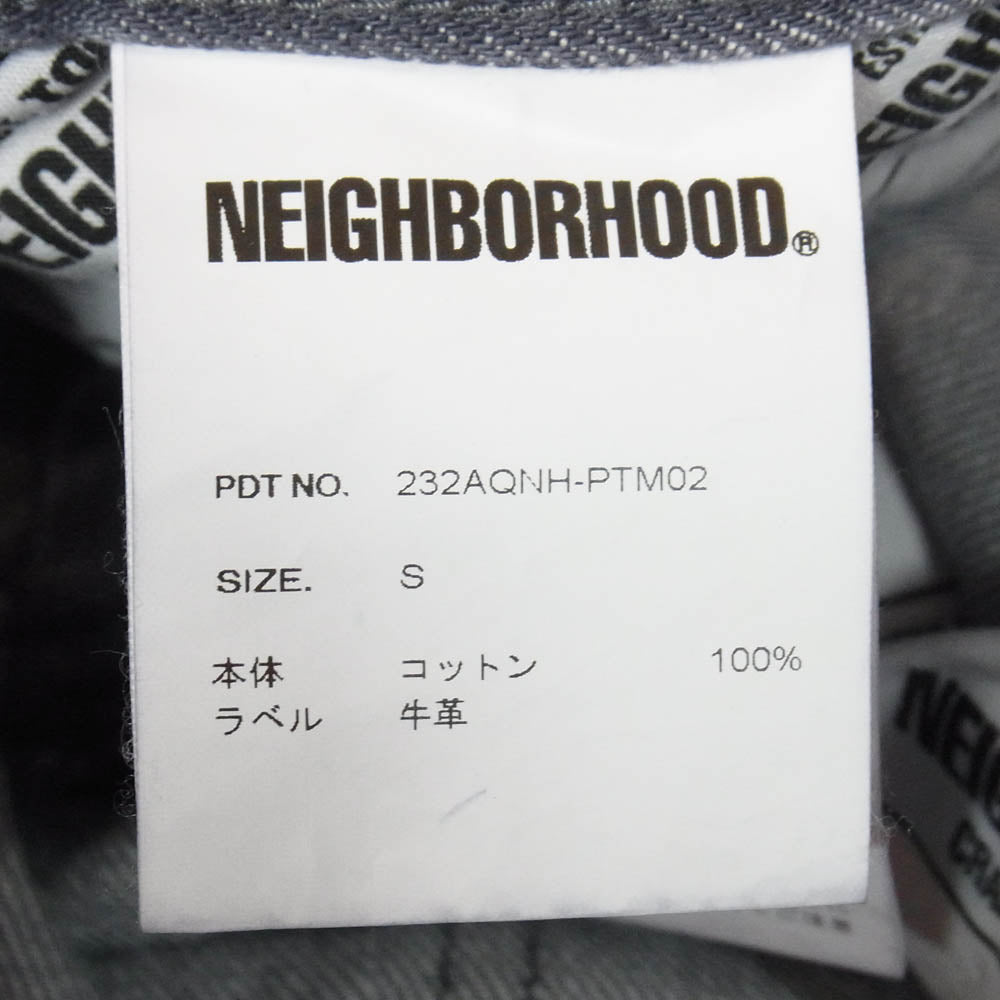 NEIGHBORHOOD®
PDT NO. 232AQNH-PTM02
SIZE. S
本体 コットン 100%
ラベル 牛革